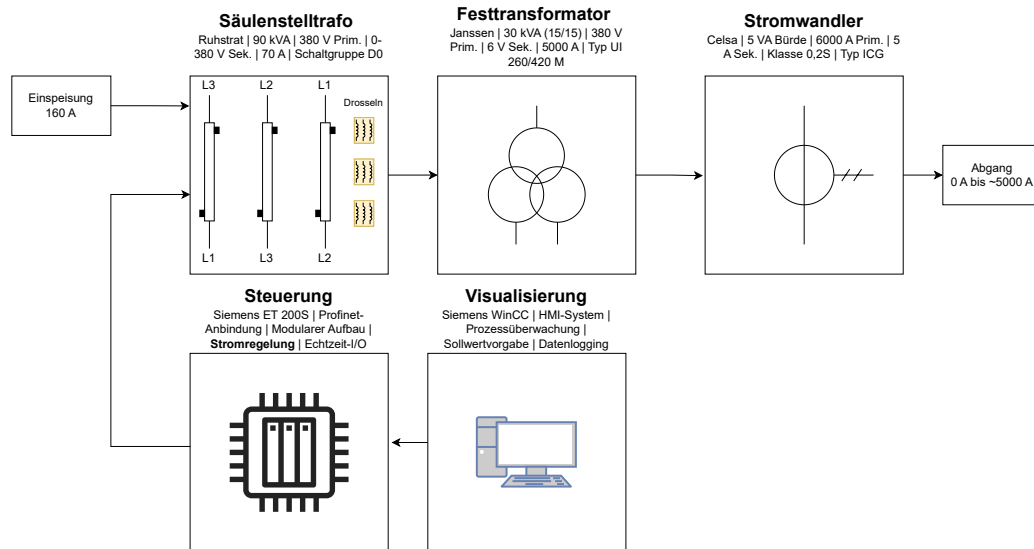 Säulenstelltrafo
Ruhstrat | 90 kVA | 380 V Prim. | 0-
380 V Sek. | 70 A | Schaltgruppe D0
Festtransformator
Janssen | 30 kVA (15/15) | 380 V
Prim. | 6 V Sek. | 5000 A | Typ UI
260/420 M
Stromwandler
Celsa | 5 VA Bürde | 6000 A Prim. | 5
A Sek. | Klasse 0,2S | Typ ICG
Einspeisung
160 A
L3
L2
L1
Drosseln
L1
L3
L2
Abgang
0 A bis ~5000 A
Steuerung
Siemens ET 200S | Profinet-
Anbindung | Modularer Aufbau |
Stromregelung | Echtzeit-I/O
Visualisierung
Siemens WinCC | HMI-System |
Prozessüberwachung |
Sollwertvorgabe | Datenlogging